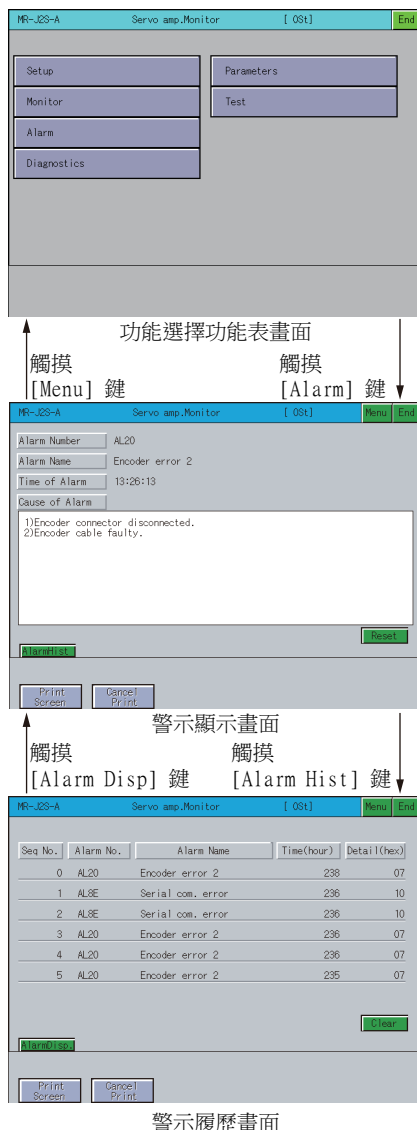 MR-J2S-A Servo amp.Monitor [ 0St] End
Setup Parameters
Monitor Test
Alarm
Diagnostics
功能選擇功能表畫面
觸摸 觸摸
[Menu] 鍵 [Alarm] 鍵
MR-J2S-A Servo amp.Monitor [ 0St] Menu End
Alarm Number AL20
Alarm Name Encoder error 2
Time of Alarm 13:26:13
Cause of Alarm
1)Encoder connector disconnected.
2)Encoder cable faulty.
Reset
AlarmHist
Print Cancel
Screen Print
警示顯示畫面
觸摸 觸摸
[Alarm Disp] 鍵 [Alarm Hist] 鍵
MR-J2S-A Servo amp.Monitor [ 0St] Menu End
Seq No. Alarm No. Alarm Name Time(hour) Detail(hex)
0 AL20 Encoder error 2 238 07
1 AL8E Serial com. error 236 10
2 AL8E Serial com. error 236 10
3 AL20 Encoder error 2 236 07
4 AL20 Encoder error 2 236 07
5 AL20 Encoder error 2 235 07
Clear
AlarmDisp.
Print Cancel
Screen Print
警示履歷畫面